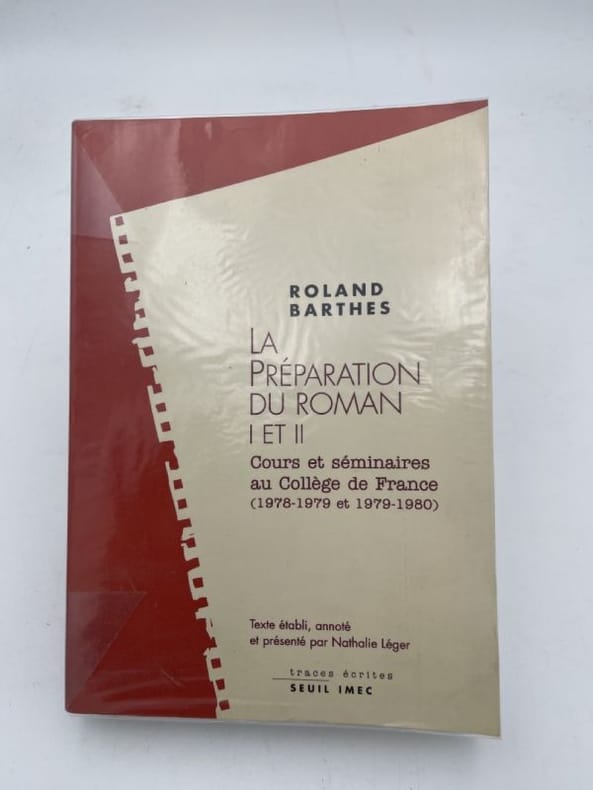 ROLAND
BARTHES
LA
PRÉPARATION
DU ROMAN
I ET II
Cours et séminaires
au Collège de France
(1978-1979 et 1979-1980)
Texte établi, annoté
et présenté par Nathalie Léger
traces écrites
SEUIL IMEC